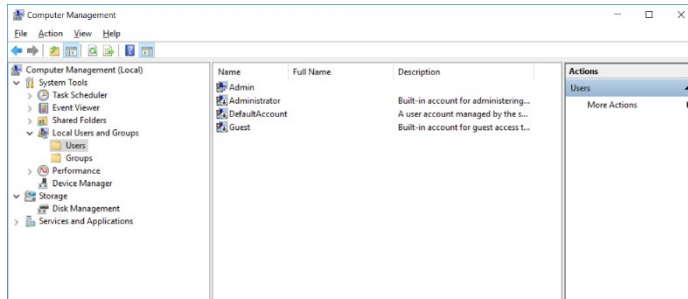 Computer Management
File Action View Help
Computer Management (Local)
System Tools
Task Scheduler
Event Viewer
Shared Folders
Local Users and Groups
Users
Groups
Performance
Device Manager
Storage
Disk Management
Services and Applications
Name Full Name Description
Admin
Administrator Built-in account for administering...
DefaultAccount A user account managed by the s...
Guest Built-in account for guest access t...
Actions
Users
More Actions